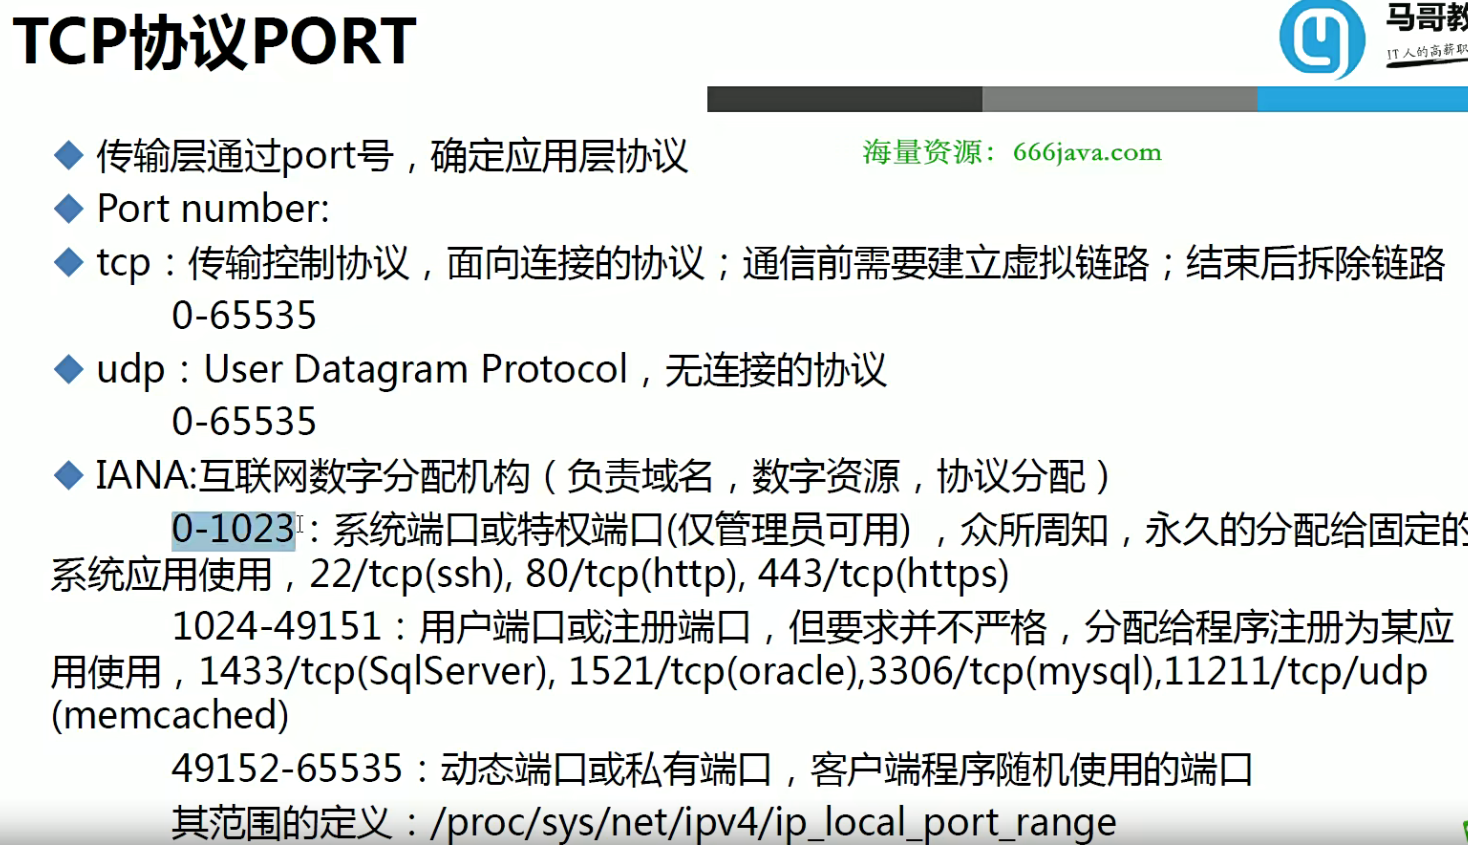 TCP协议PORT
马哥教
IT人的高薪职
海量资源：666java.com
传输层通过port号，确定应用层协议
Port number:
tcp：传输控制协议，面向连接的协议；通信前需要建立虚拟链路；结束后拆除链路
0-65535
udp：User Datagram Protocol，无连接的协议
0-65535
IANA:互联网数字分配机构（负责域名，数字资源，协议分配）
0-1023：系统端口或特权端口(仅管理员可用) ，众所周知，永久的分配给固定的
系统应用使用，22/tcp(ssh), 80/tcp(http), 443/tcp(https)
1024-49151：用户端口或注册端口，但要求并不严格，分配给程序注册为某应
用使用，1433/tcp(SqlServer), 1521/tcp(oracle),3306/tcp(mysql),11211/tcp/udp
(memcached)
49152-65535：动态端口或私有端口，客户端程序随机使用的端口
其范围的定义：/proc/sys/net/ipv4/ip_local_port_range